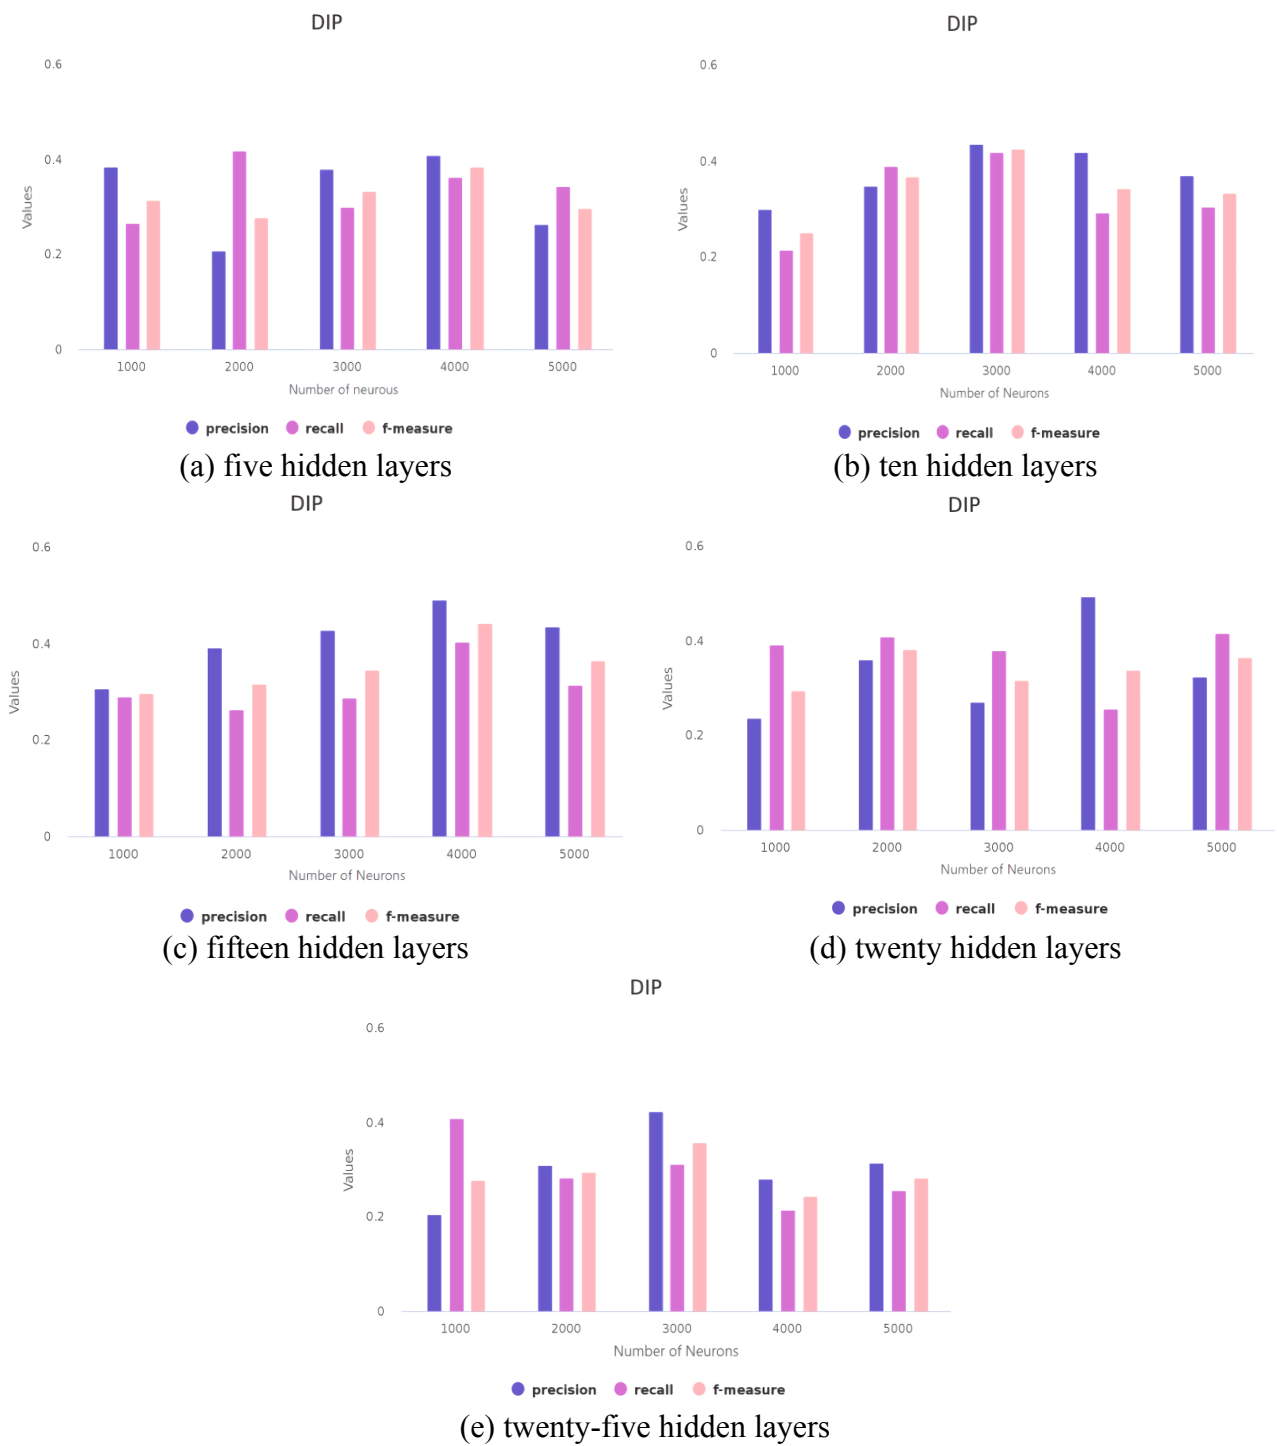 DIP
0.6
0.4
0.2
0
Values
1000 2000 3000 4000 5000
Number of neurous
precision recall f-measure
(a) five hidden layers
DIP
0.6
0.4
0.2
0
Values
1000 2000 3000 4000 5000
Number of Neurons
precision recall f-measure
(b) ten hidden layers
DIP
0.6
0.4
0.2
0
Values
1000 2000 3000 4000 5000
Number of Neurons
precision recall f-measure
(c) fifteen hidden layers
DIP
0.6
0.4
0.2
0
Values
1000 2000 3000 4000 5000
Number of Neurons
precision recall f-measure
(d) twenty hidden layers
DIP
0.6
0.4
0.2
0
Values
1000 2000 3000 4000 5000
Number of Neurons
precision recall f-measure
(e) twenty-five hidden layers